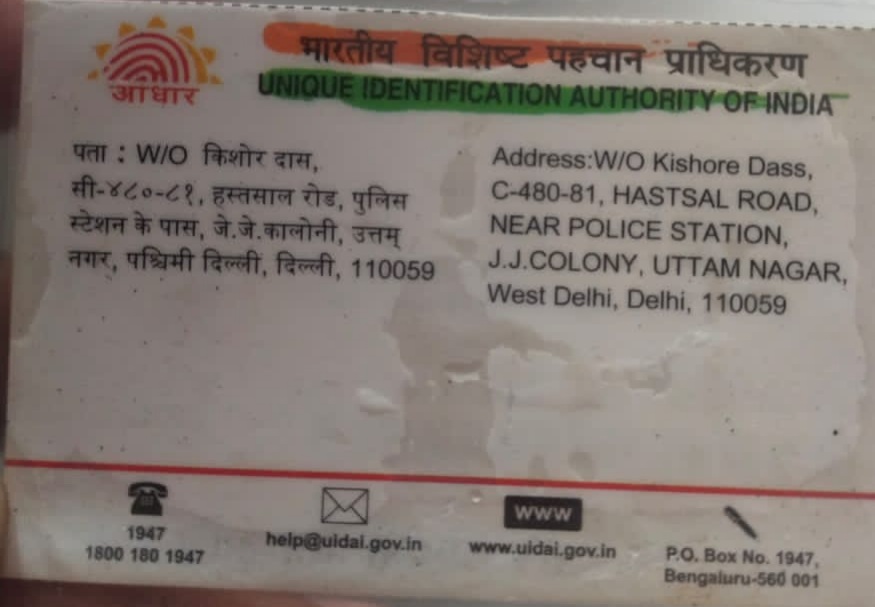 आधार
भारतीय विशिष्ट पहचान प्राधिकरण
UNIQUE IDENTIFICATION AUTHORITY OF INDIA
पता : W/O किशोर दास,
सी-४८०-८१, हस्तसाल रोड, पुलिस
स्टेशन के पास, जे.जे.कालोनी, उत्तम्
नगर, पश्चिमी दिल्ली, दिल्ली, 110059
Address:W/O Kishore Dass,
C-480-81, HASTSAL ROAD,
NEAR POLICE STATION,
J.J.COLONY, UTTAM NAGAR,
West Delhi, Delhi, 110059
1947
1800 180 1947
help@uidai.gov.in
www
www.uidai.gov.in
P.O. Box No. 1947,
Bengaluru-560 001